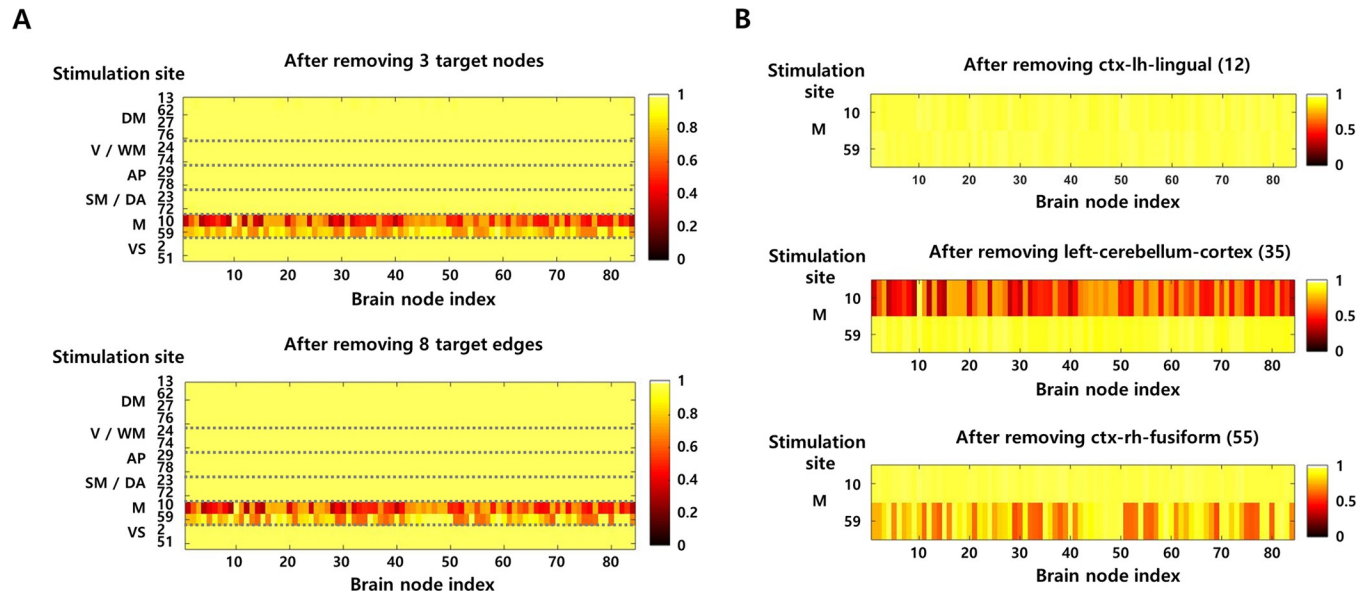 A
After removing 3 target nodes
Stimulation site
13
62
DM
27
76
V / WM
24
74
AP
29
78
SM / DA
23
72
M
10
59
VS
2
51
1
0.8
0.6
0.4
0.2
0
10 20 30 40 50 60 70 80
Brain node index
After removing 8 target edges
Stimulation site
13
62
DM
27
76
V / WM
24
74
AP
29
78
SM / DA
23
72
M
10
59
VS
2
51
1
0.8
0.6
0.4
0.2
0
10 20 30 40 50 60 70 80
Brain node index
B
After removing ctx-lh-lingual (12)
Stimulation
site
10
M
59
1
0.5
0
10 20 30 40 50 60 70 80
Brain node index
After removing left-cerebellum-cortex (35)
Stimulation
site
10
M
59
1
0.5
0
10 20 30 40 50 60 70 80
Brain node index
After removing ctx-rh-fusiform (55)
Stimulation
site
10
M
59
1
0.5
0
10 20 30 40 50 60 70 80
Brain node index